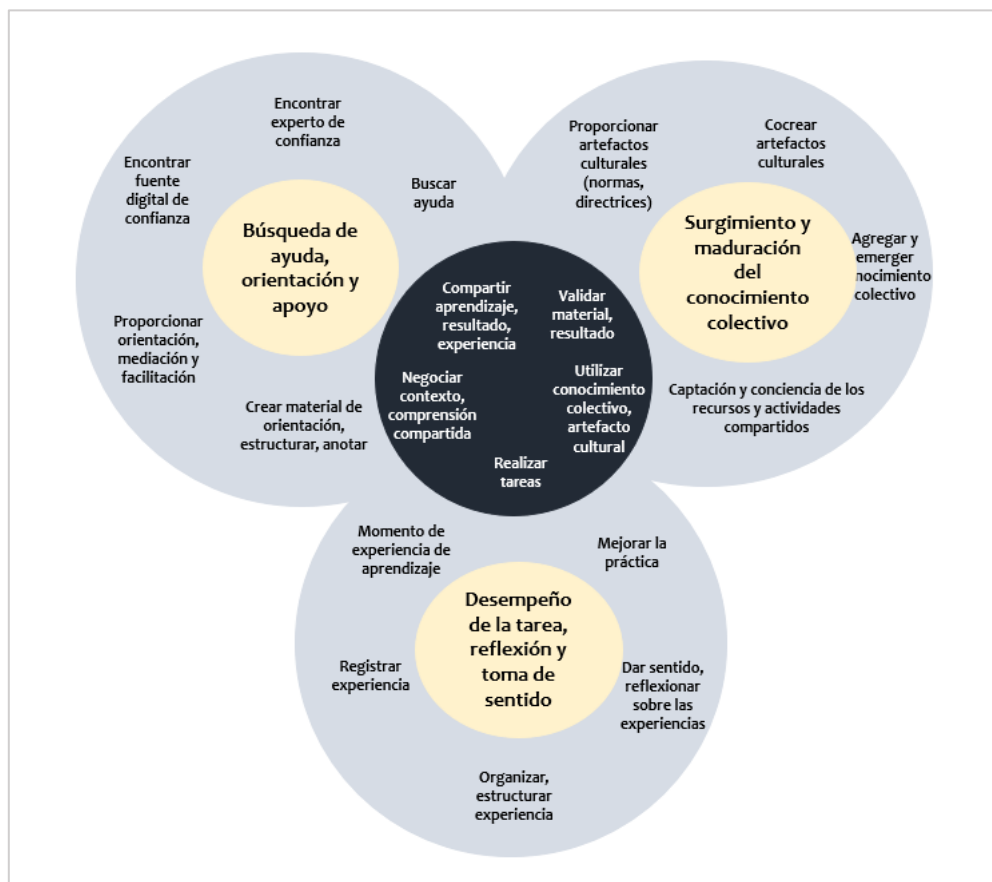 Encontrar
experto de
confianza
Encontrar
fuente
digital de
confianza
Buscar
ayuda
Búsqueda de
ayuda,
orientación y
apoyo
Proporcionar
orientación,
mediación y
facilitación
Crear material de
orientación,
estructurar, anotar
Proporcionar
artefactos
culturales
(normas,
directrices)
Cocrear
artefactos
culturales
Surgimiento y
maduración
del
conocimiento
colectivo
Agregar y
emerger
nocimiento
colectivo
Captación y conciencia de los
recursos y actividades
compartidos
Compartir
aprendizaje,
resultado,
experiencia
Validar
material,
resultado
Negociar
contexto,
comprensión
compartida
Utilizar
conocimiento
colectivo,
artefacto
cultural
Realizar
tareas
Momento de
experiencia de
aprendizaje
Mejorar la
práctica
Desempeño
de la tarea,
reflexión y
toma de
sentido
Registrar
experiencia
Dar sentido,
reflexionar
sobre las
experiencias
Organizar,
estructurar
experiencia